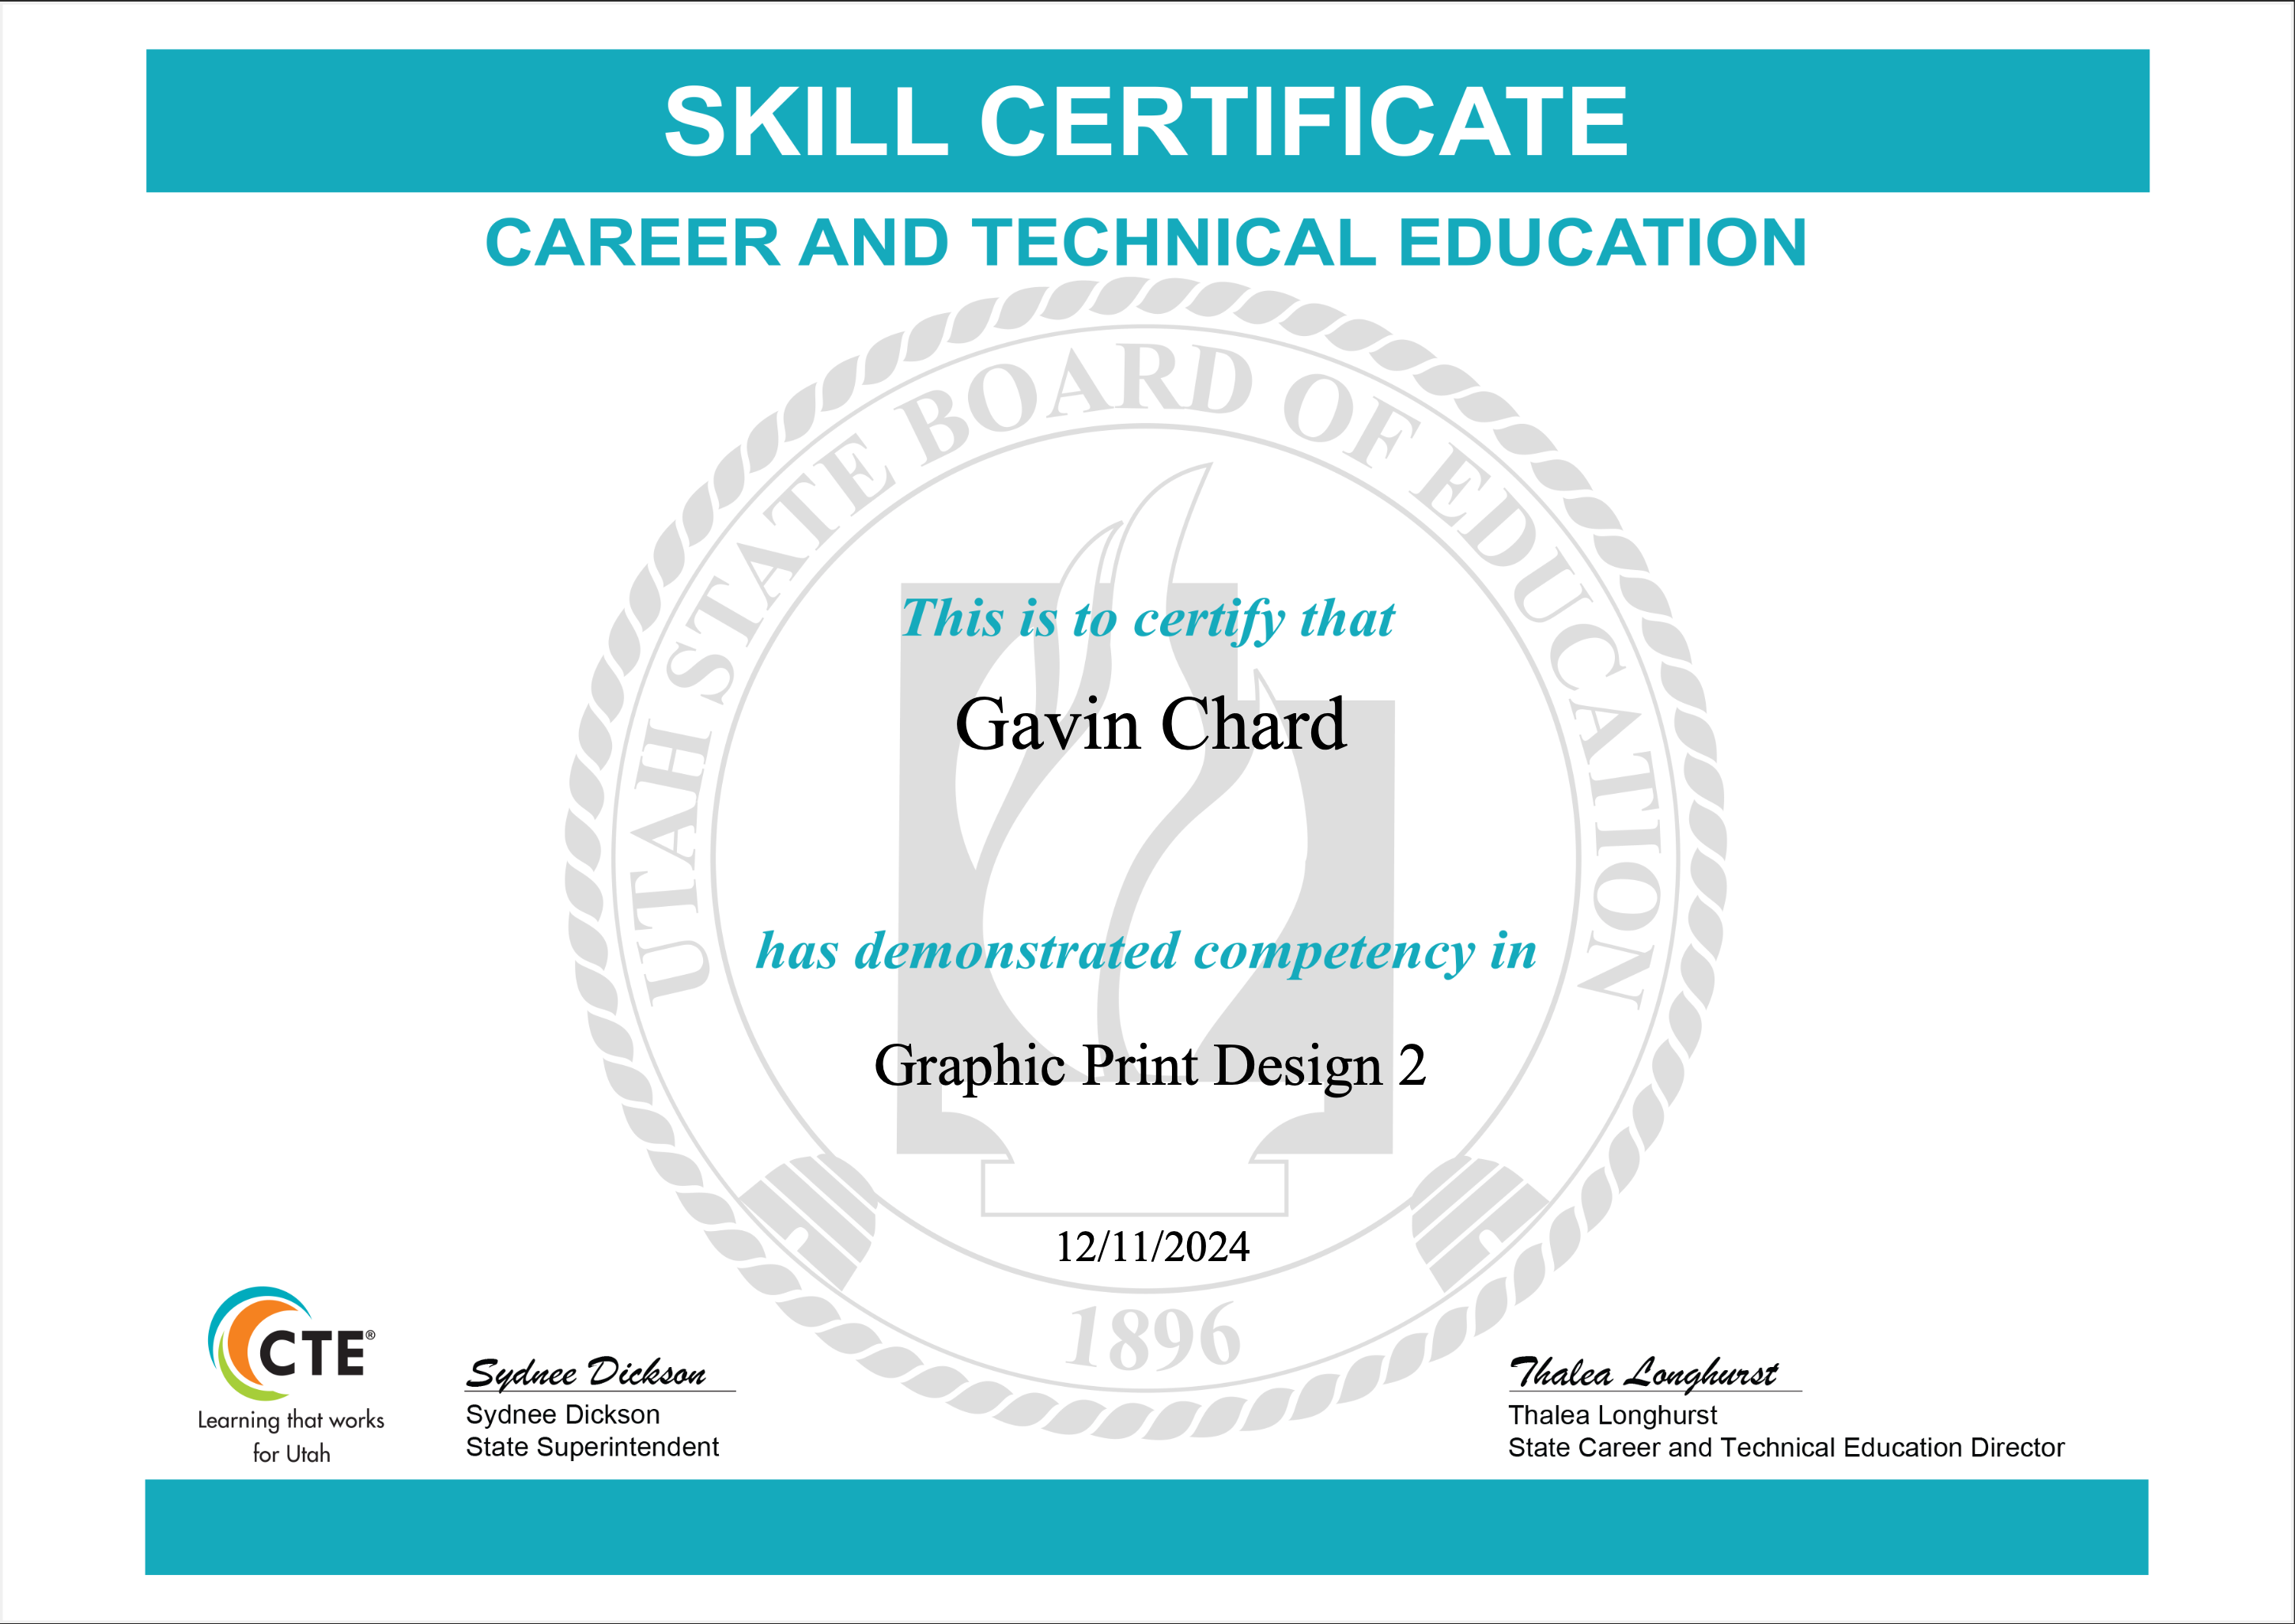 SKILL CERTIFICATE
CAREER AND TECHNICAL EDUCATION
UTAH STATE BOARD OF EDUCATION
This is to certify that
Gavin Chard
has demonstrated competency in
Graphic Print Design 2
12/11/2024
1896
CTE®
Learning that works
for Utah
Sydnee Dickson
Sydnee Dickson
State Superintendent
Thalea Longhurst
Thalea Longhurst
State Career and Technical Education Director